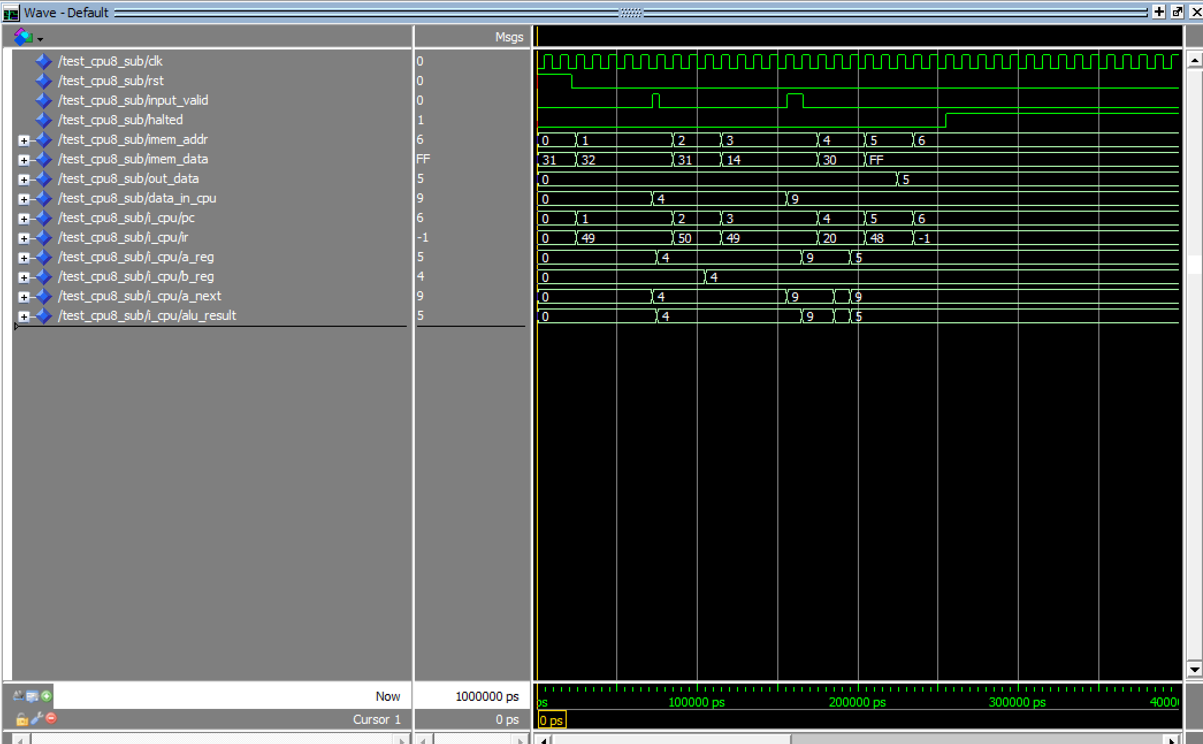 Wave - Default
Msgs
/test_cpu8_sub/clk 0
/test_cpu8_sub/rst 0
/test_cpu8_sub/input_valid 0
/test_cpu8_sub/halted 1
/test_cpu8_sub/imem_addr 6 0 1 2 3 4 5 6
/test_cpu8_sub/imem_data FF 31 32 31 14 30 FF
/test_cpu8_sub/out_data 5 0 5
/test_cpu8_sub/data_in_cpu 9 0 4 9
/test_cpu8_sub/i_cpu/pc 6 0 1 2 3 4 5 6
/test_cpu8_sub/i_cpu/ir -1 0 49 50 49 20 48 -1
/test_cpu8_sub/i_cpu/a_reg 5 0 4 9 5
/test_cpu8_sub/i_cpu/b_reg 4 0 4
/test_cpu8_sub/i_cpu/a_next 9 0 4 9 9
/test_cpu8_sub/i_cpu/alu_result 5 0 4 9 5
Now 1000000 ps ps 100000 ps 200000 ps 300000 ps 4000
Cursor 1 0 ps 0 ps